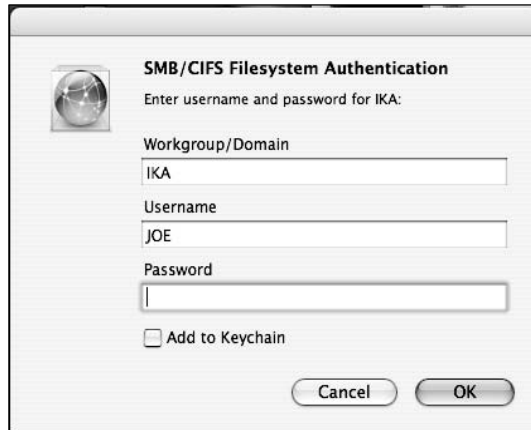 SMB/CIFS Filesystem Authentication
Enter username and password for IKA:
Workgroup/Domain
IKA
Username
JOE
Password
Add to Keychain
Cancel
OK